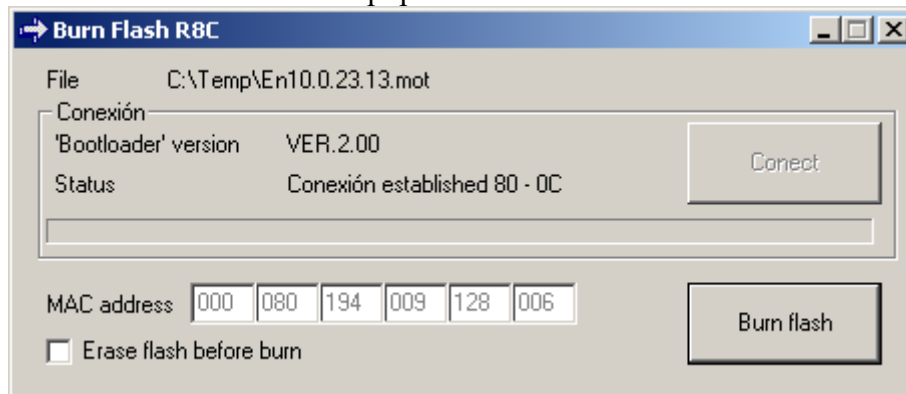 Burn Flash R8C
File C:\Temp\En10.0.23.13.mot
Conexión
'Bootloader' version VER.2.00
Conect
Status Conexión established 80 - 0C
MAC address 000 080 194 009 128 006
Burn flash
Erase flash before burn